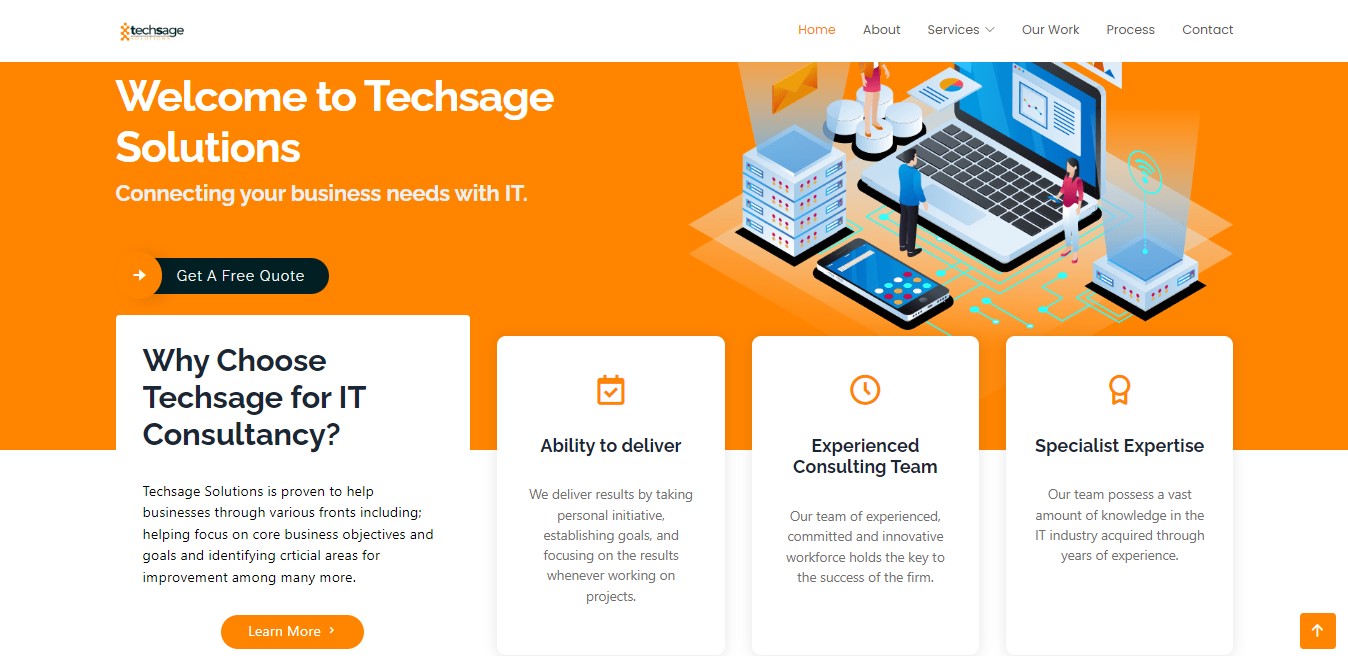 techsage
Home
About
Services
Our Work
Process
Contact
Welcome to Techsage
Solutions
Connecting your business needs with IT.
Get A Free Quote
Why Choose
Techsage for IT
Consultancy?
Techsage Solutions is proven to help
businesses through various fronts including;
helping focus on core business objectives and
goals and identifying crticial areas for
improvement among many more.
Learn More
Ability to deliver
We deliver results by taking
personal initiative,
establishing goals, and
focusing on the results
whenever working on
projects.
Experienced
Consulting Team
Our team of experienced,
committed and innovative
workforce holds the key to
the success of the firm.
Specialist Expertise
Our team possess a vast
amount of knowledge in the
IT industry acquired through
years of experience.